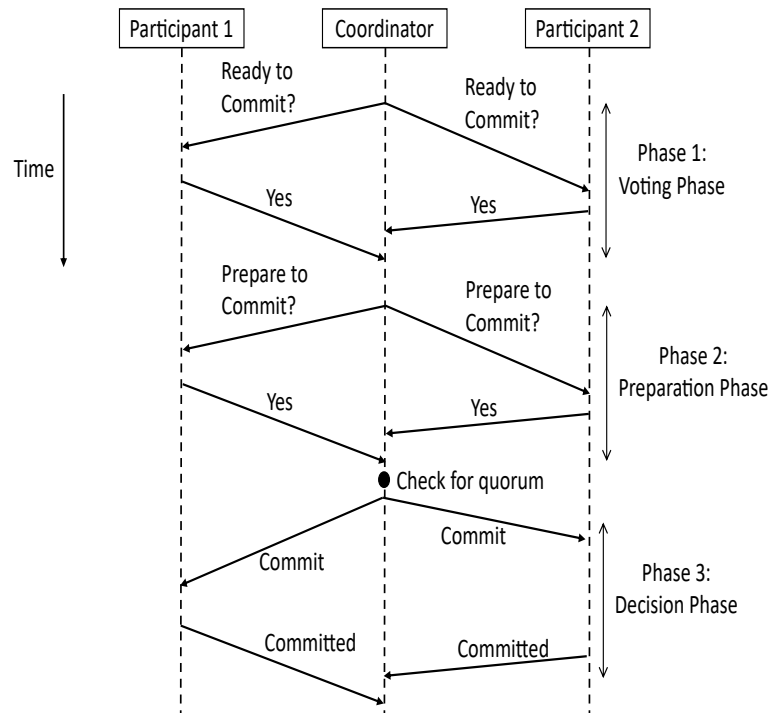 Participant 1
Coordinator
Participant 2
Ready to
Commit?
Ready to
Commit?
Time
Phase 1:
Voting Phase
Yes
Yes
Prepare to
Commit?
Prepare to
Commit?
Phase 2:
Preparation Phase
Yes
Yes
Check for quorum
Commit
Commit
Phase 3:
Decision Phase
Committed
Committed